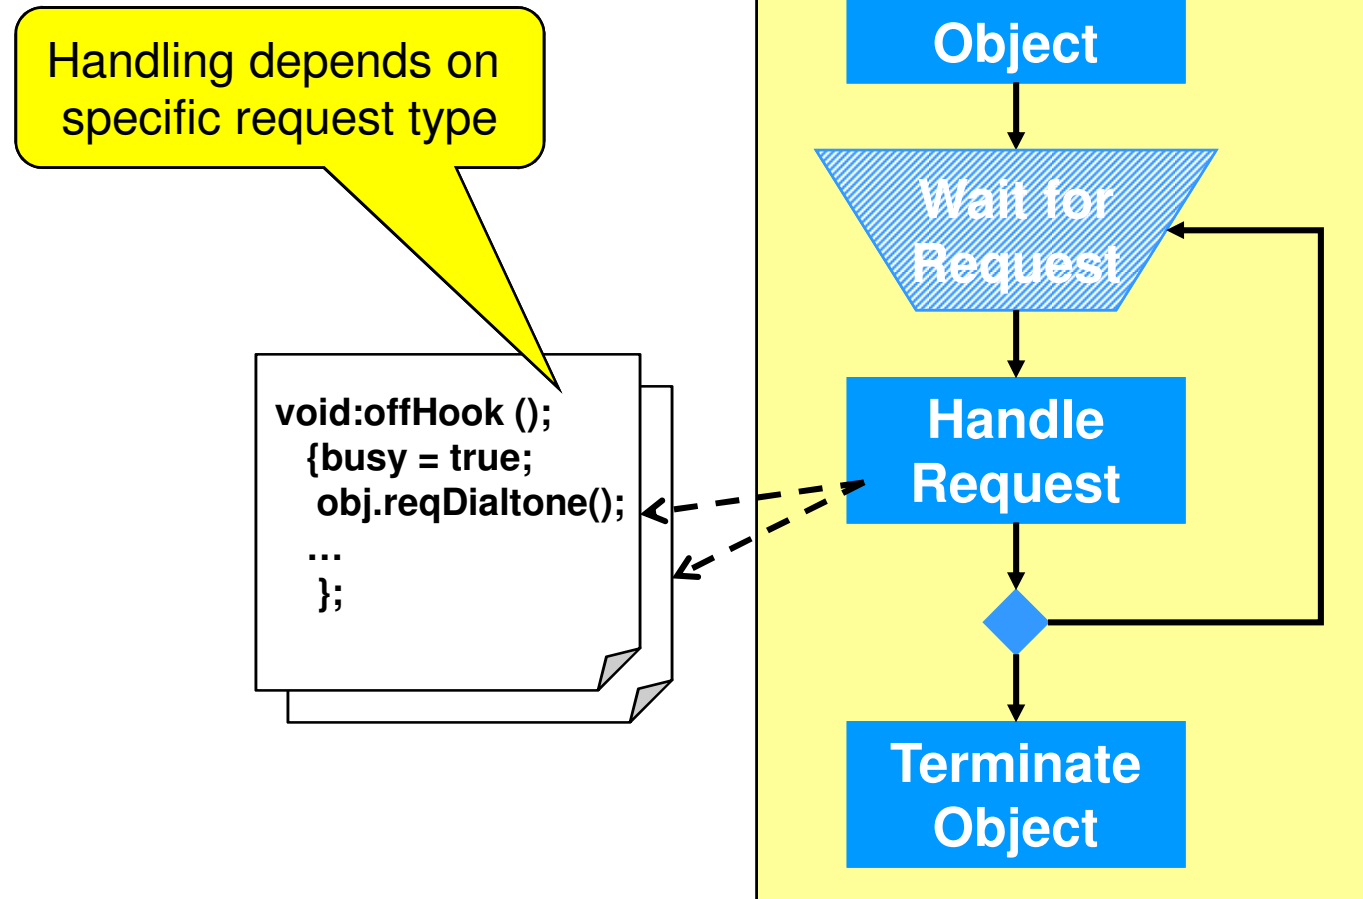 Handling depends on
specific request type
void:offHook ();
{busy = true;
obj.reqDialtone();
…
};
Object
Wait for
Request
Handle
Request
Terminate
Object